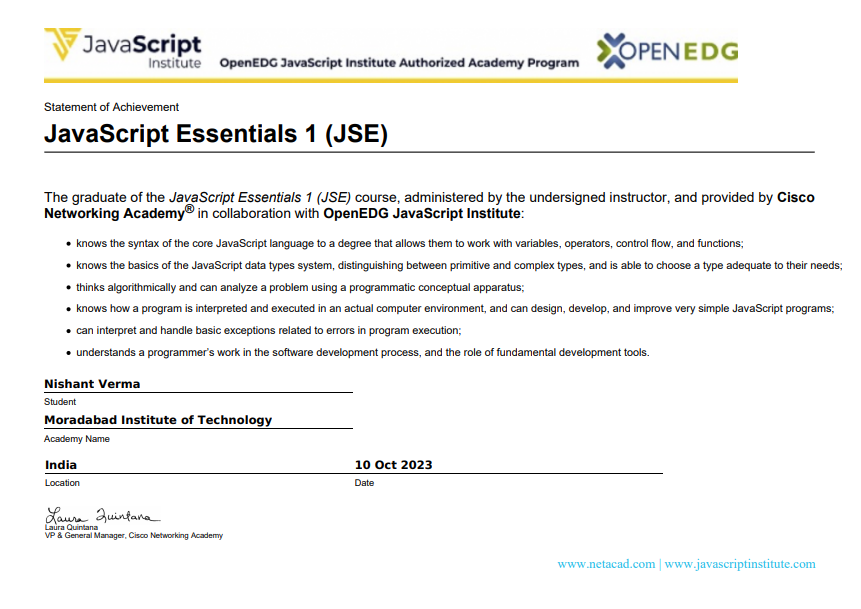 JavaScript
Institute
OpenEDG JavaScript Institute Authorized Academy Program
OPENEDG
Statement of Achievement
JavaScript Essentials 1 (JSE)
The graduate of the JavaScript Essentials 1 (JSE) course, administered by the undersigned instructor, and provided by Cisco
Networking Academy® in collaboration with OpenEDG JavaScript Institute:
• knows the syntax of the core JavaScript language to a degree that allows them to work with variables, operators, control flow, and functions;
• knows the basics of the JavaScript data types system, distinguishing between primitive and complex types, and is able to choose a type adequate to their needs;
• thinks algorithmically and can analyze a problem using a programmatic conceptual apparatus;
• knows how a program is interpreted and executed in an actual computer environment, and can design, develop, and improve very simple JavaScript programs;
• can interpret and handle basic exceptions related to errors in program execution;
• understands a programmer's work in the software development process, and the role of fundamental development tools.
Nishant Verma
Student
Moradabad Institute of Technology
Academy Name
India 10 Oct 2023
Location Date
Laura Quintana
Laura Quintana
VP & General Manager, Cisco Networking Academy
www.netacad.com | www.javascriptinstitute.com